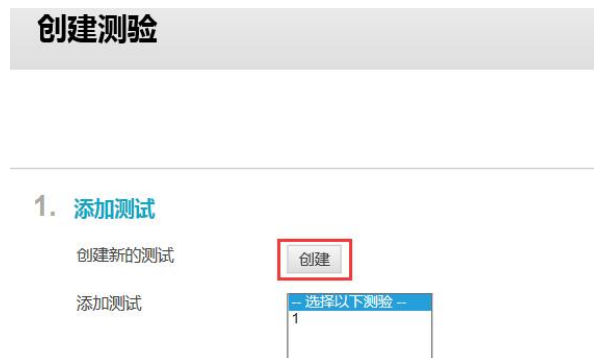 创建测验
1. 添加测试
创建新的测试 创建
添加测试 -- 选择以下测验 --
1